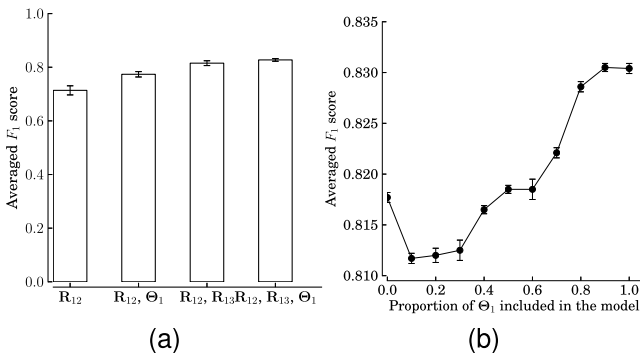 1.0
0.8
0.6
0.4
0.2
0.0
Averaged F₁ score
R₁₂ R₁₂, Θ₁ R₁₂, R₁₃ R₁₂, R₁₃, Θ₁
(a)
0.835
0.830
0.825
0.820
0.815
0.810
Averaged F₁ score
0.0 0.2 0.4 0.6 0.8 1.0
Proportion of Θ₁ included in the model
(b)